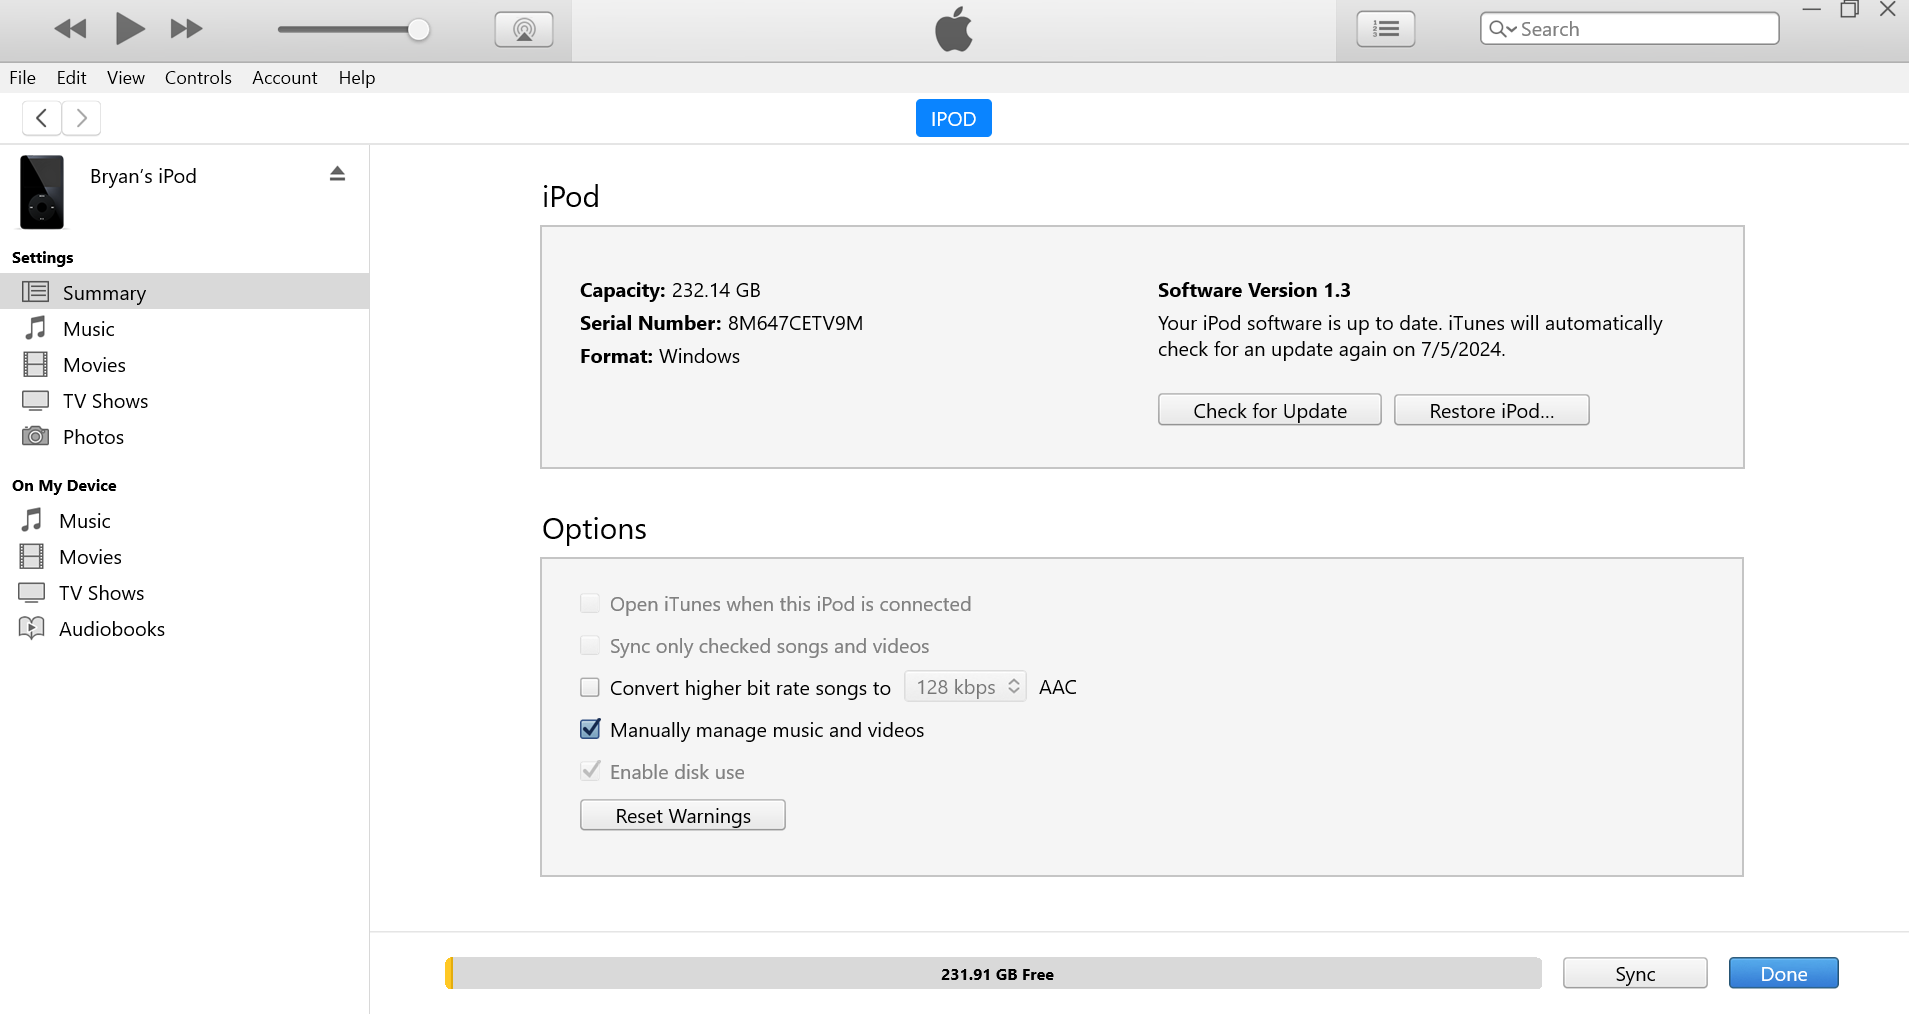 Search
File Edit View Controls Account Help
IPOD
Bryan's iPod
Settings
Summary
Music
Movies
TV Shows
Photos
On My Device
Music
Movies
TV Shows
Audiobooks
iPod
Capacity: 232.14 GB
Serial Number: 8M647CETV9M
Format: Windows
Software Version 1.3
Your iPod software is up to date. iTunes will automatically
check for an update again on 7/5/2024.
Check for Update Restore iPod...
Options
Open iTunes when this iPod is connected
Sync only checked songs and videos
Convert higher bit rate songs to 128 kbps AAC
Manually manage music and videos
Enable disk use
Reset Warnings
231.91 GB Free Sync Done